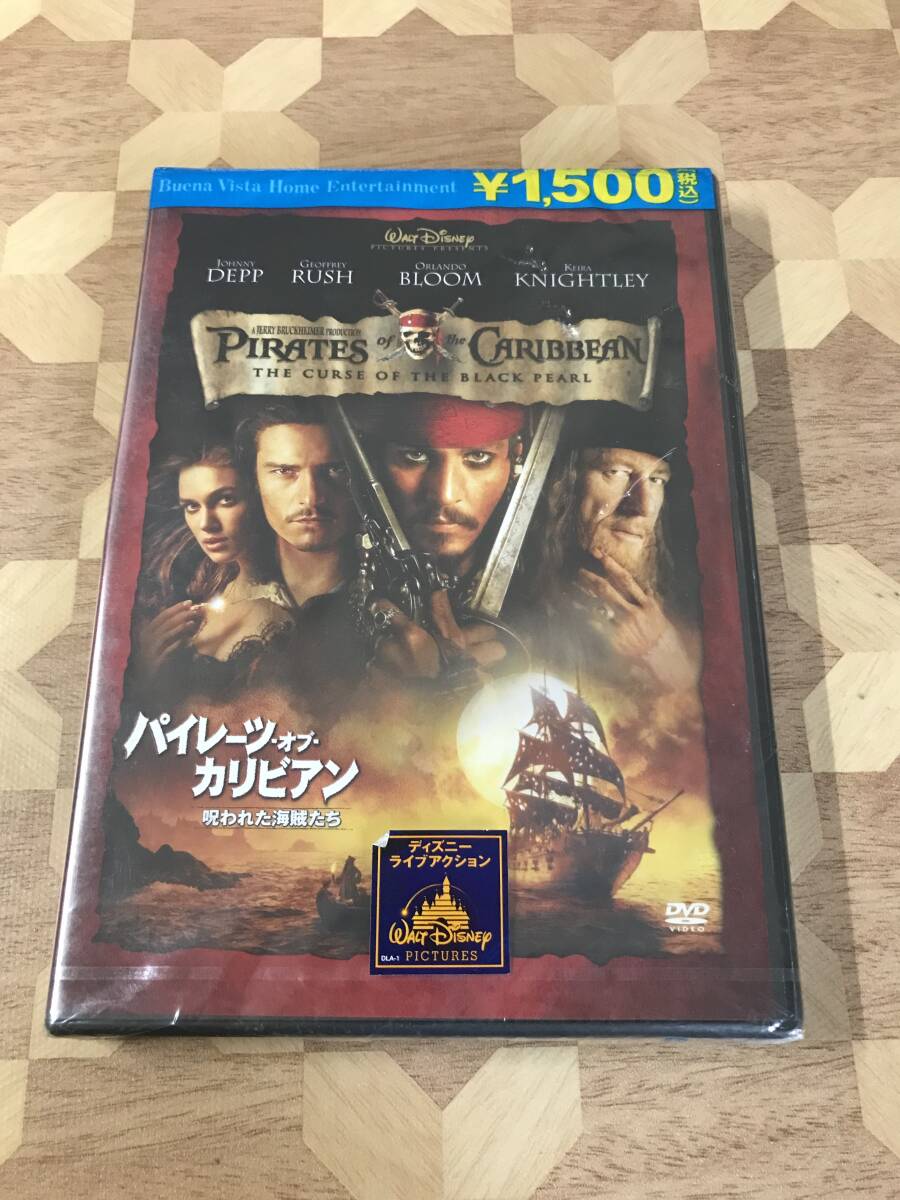 Buena Vista Home Entertainment
¥1,500(税込)
WALT DISNEY
PICTURES PRESENTS
JOHNNY DEPP
GEOFFREY RUSH
ORLANDO BLOOM
KEIRA KNIGHTLEY
A JERRY BRUCKHEIMER PRODUCTION
PIRATES of the CARIBBEAN
THE CURSE OF THE BLACK PEARL
パイレーツ・オブ・
カリビアン
呪われた海賊たち
ディズニー
ライブアクション
WALT DISNEY
DLA-1
PICTURES
DVD
VIDEO